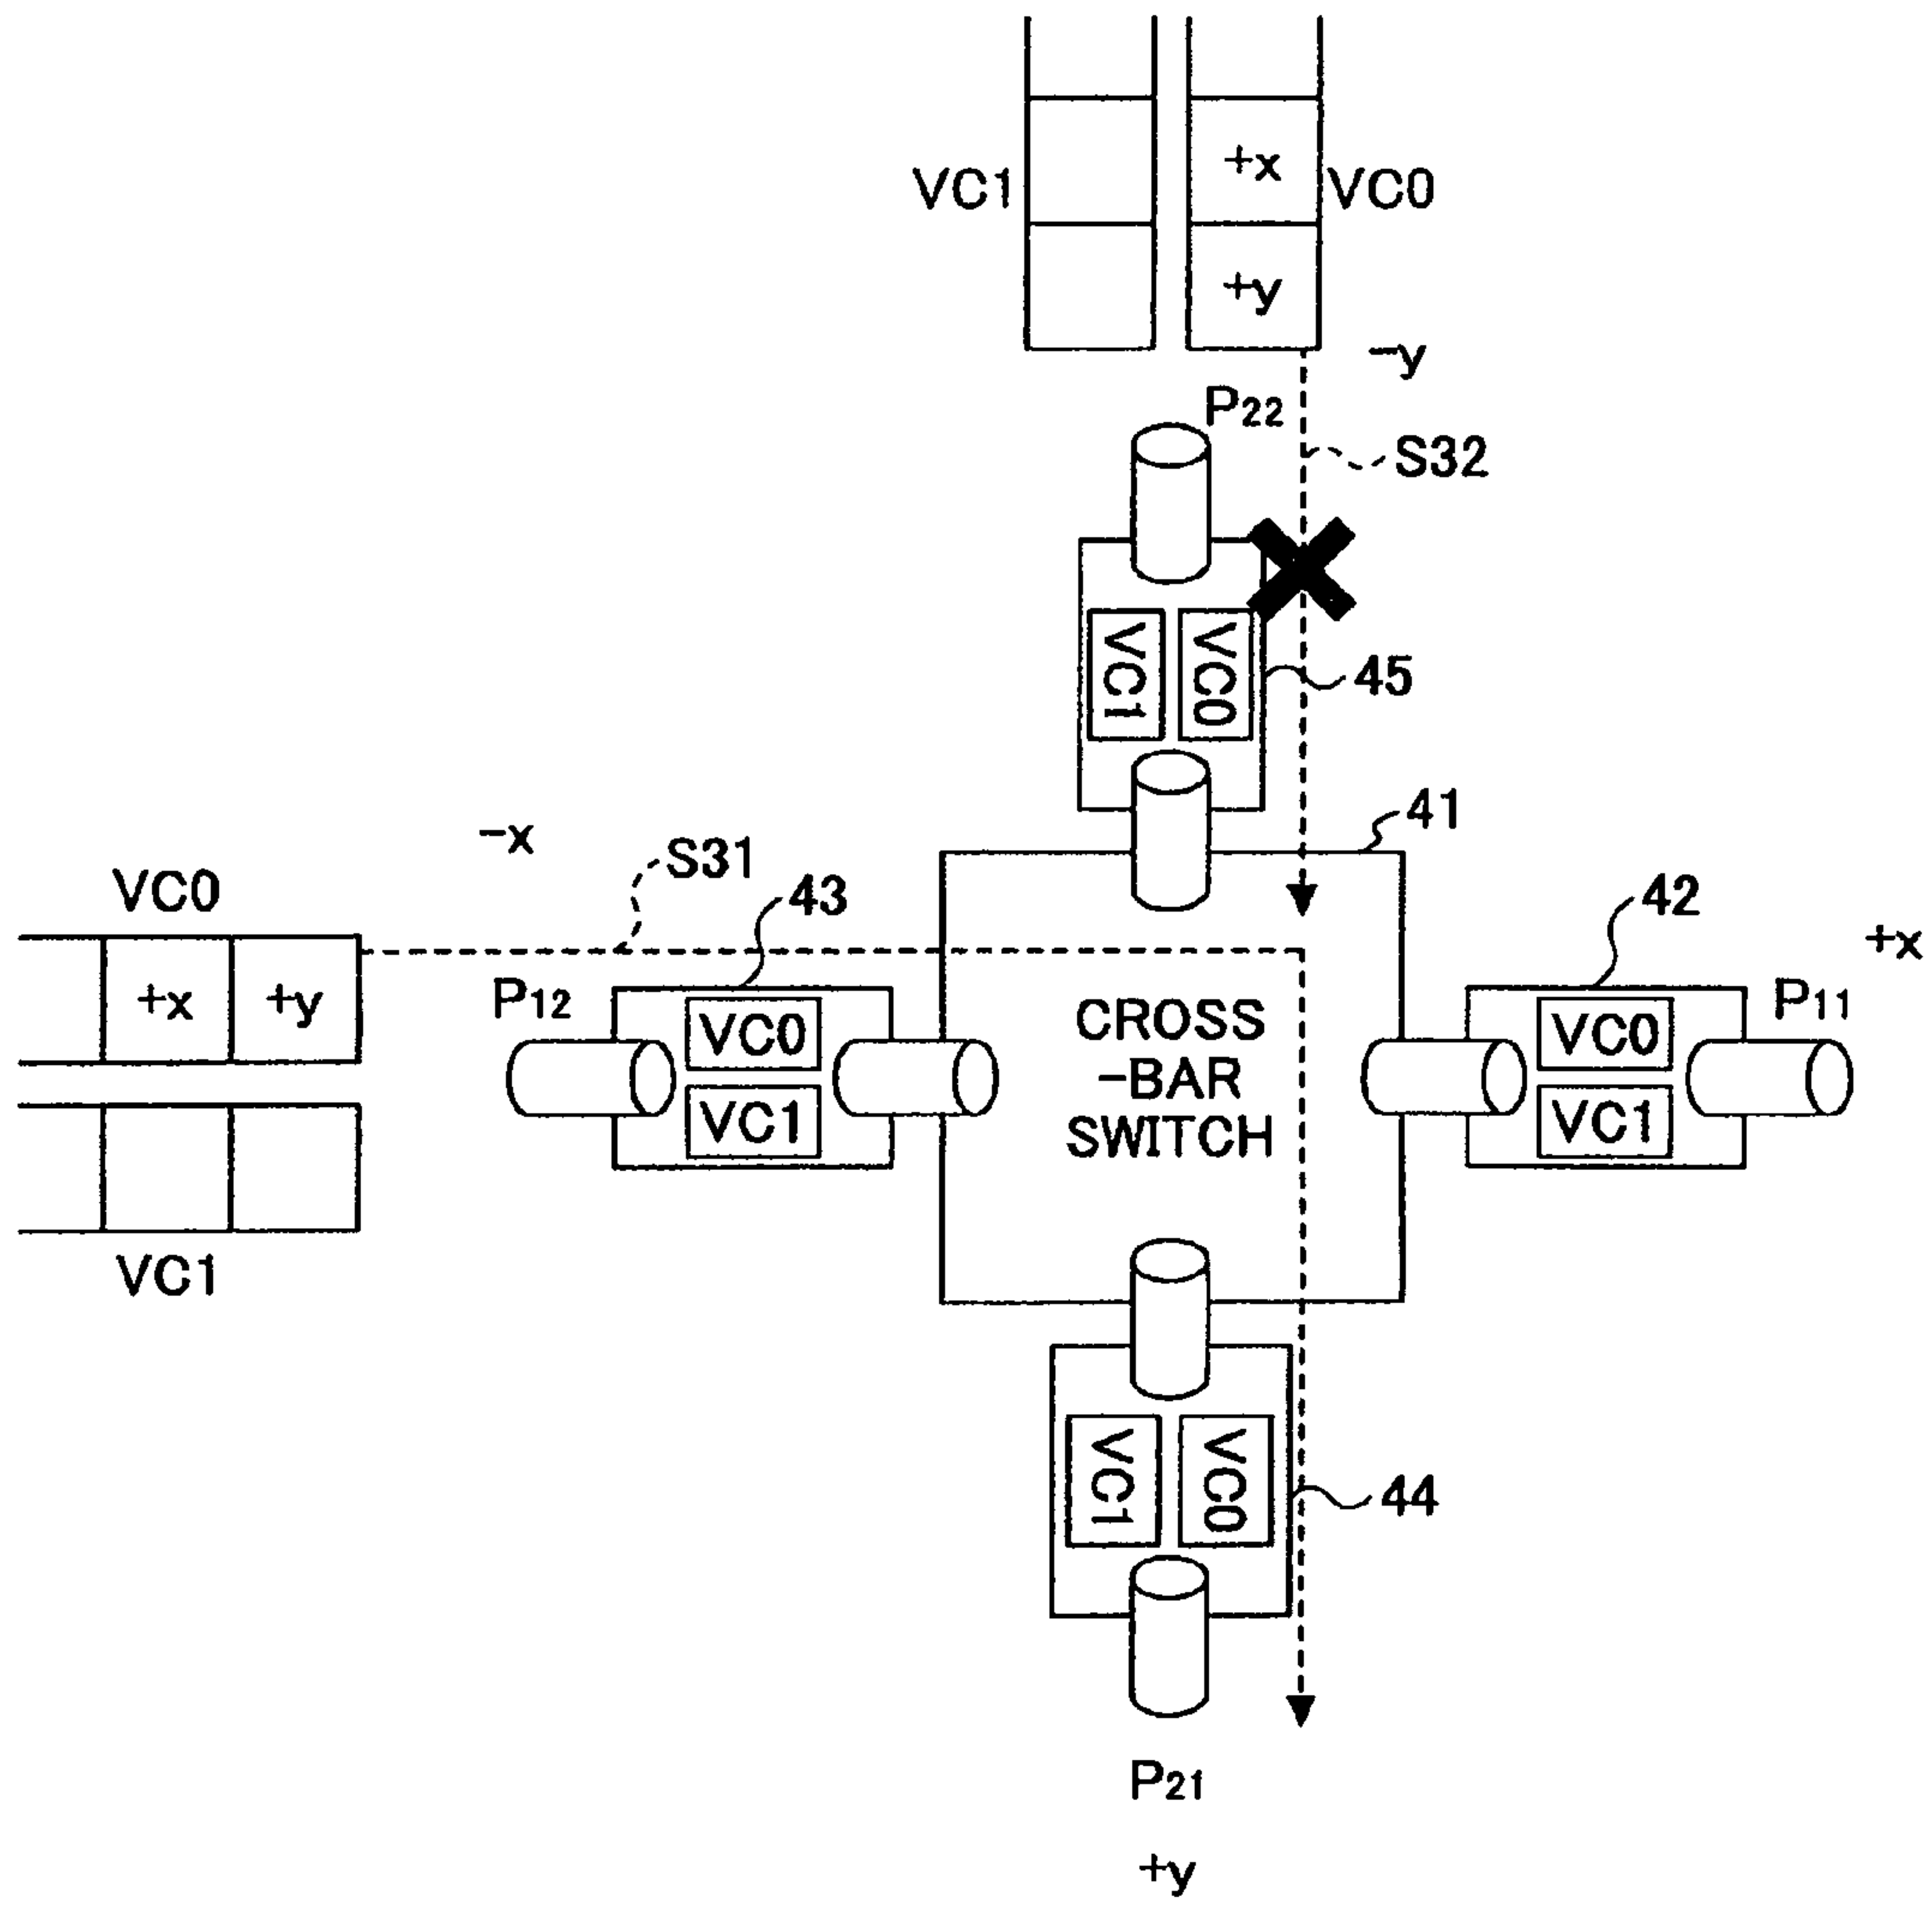 +x
VC1
VC0
+y
-y
P22
S32
VC1
VC0
45
41
-x
S31
VC0
43
42
+x
+x
+y
P12
CROSS
-BAR
SWITCH
VC0
VC1
VC0
VC1
P11
VC1
VC1
VC0
44
P21
+y